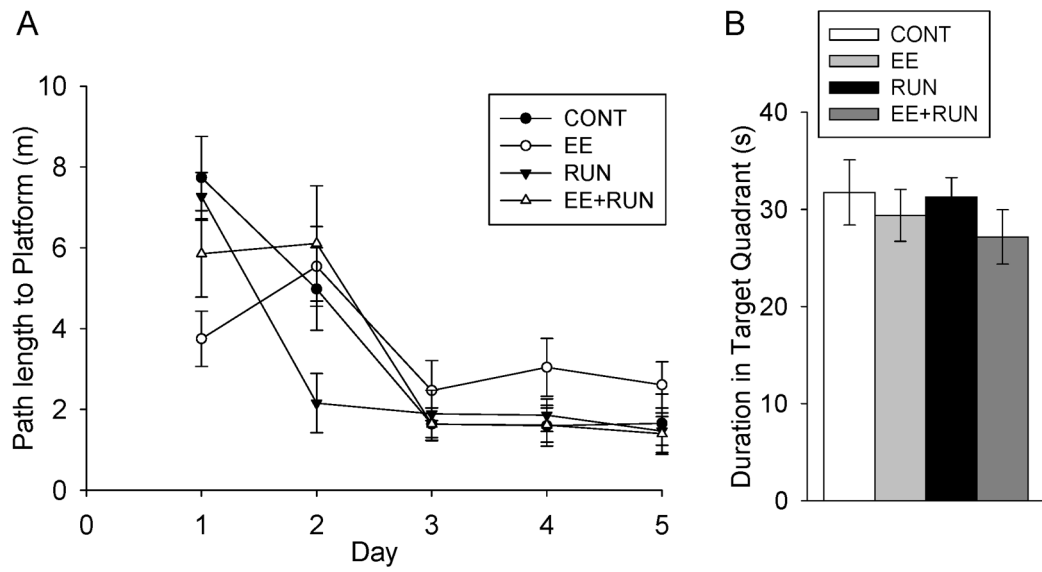 A
Path length to Platform (m)
10
8
6
4
2
0
0 1 2 3 4 5
Day
CONT
EE
RUN
EE+RUN
B
CONT
EE
RUN
EE+RUN
Duration in Target Quadrant (s)
40
30
20
10
0